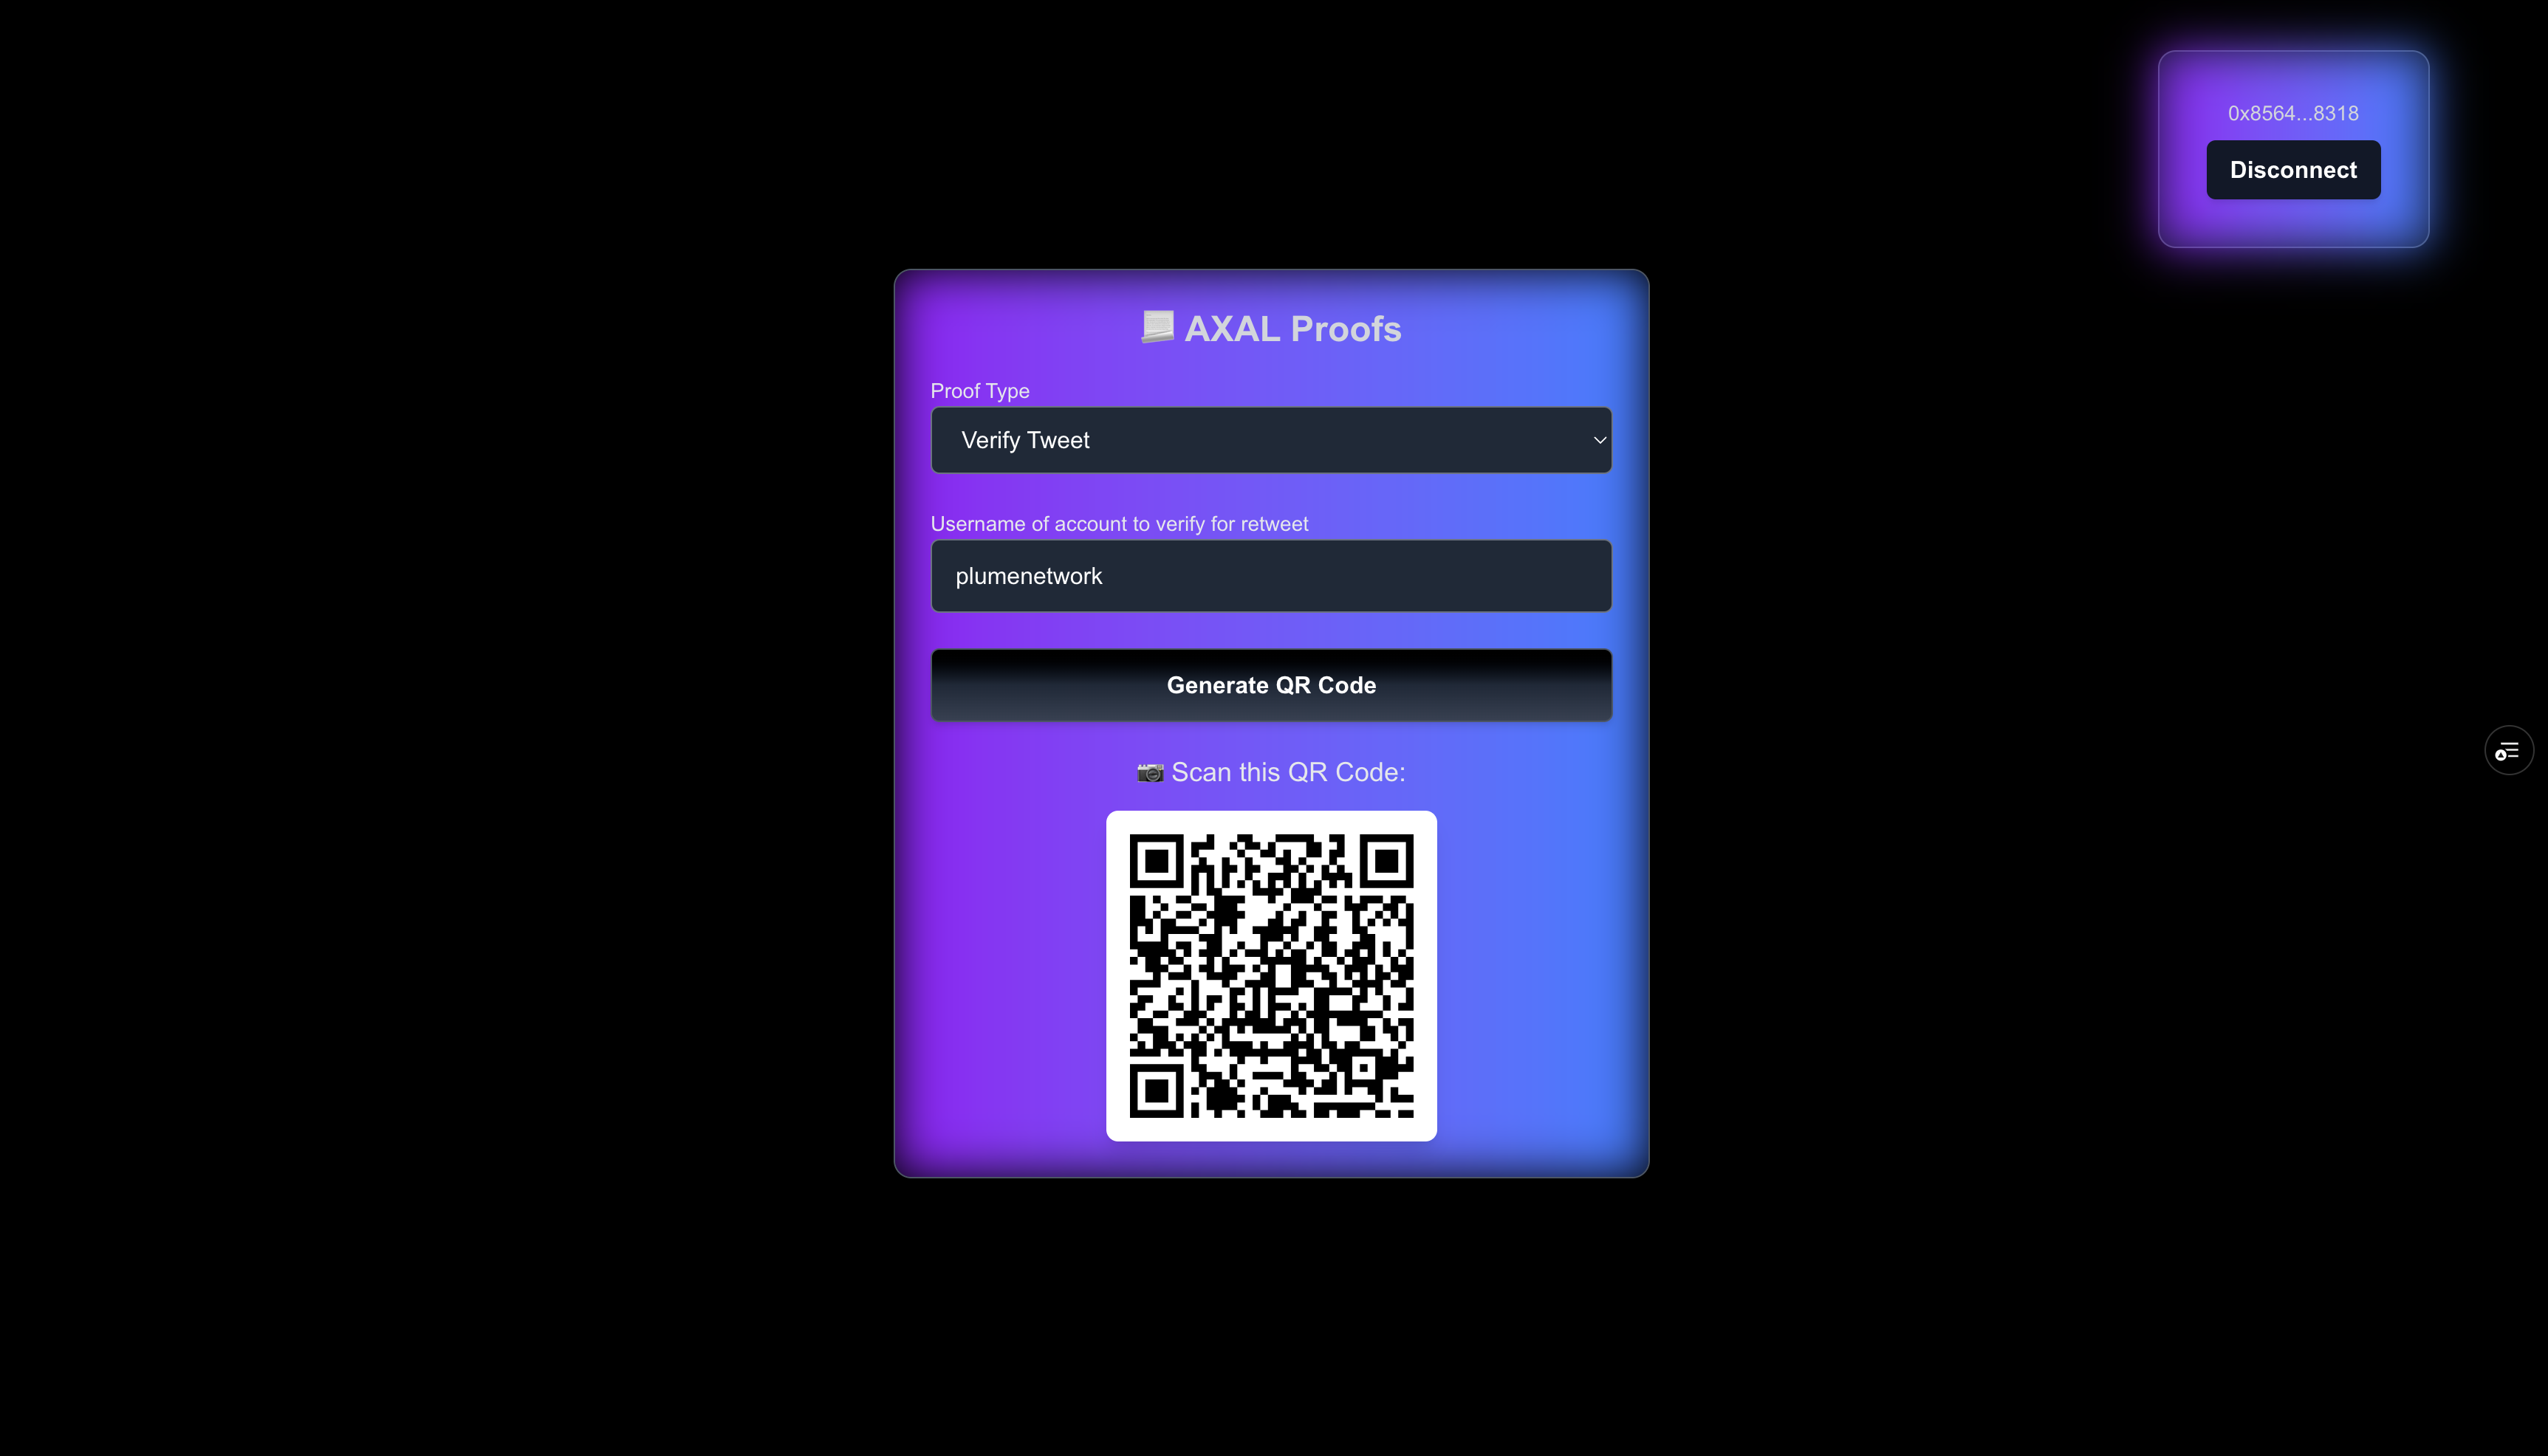 0x8564...8318
Disconnect
AXAL Proofs
Proof Type
Verify Tweet
Username of account to verify for retweet
plumenetwork
Generate QR Code
Scan this QR Code: